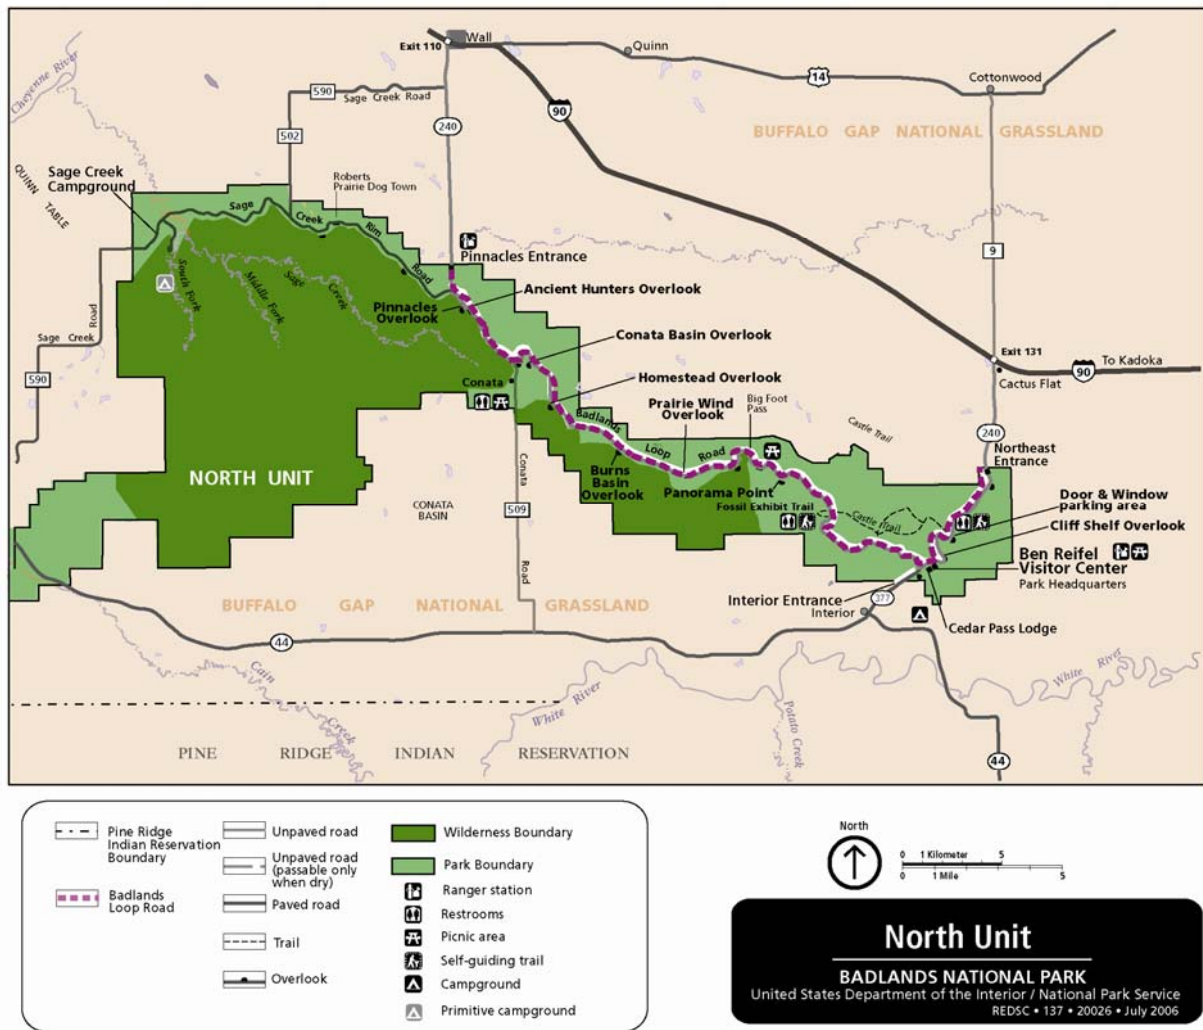 Cheyenne River
Exit 110
Wall
Quinn
14
Cottonwood
590
Sage Creek Road
240
90
502
BUFFALO GAP NATIONAL GRASSLAND
QUINN TABLE
Sage Creek
Campground
Roberts
Prairie Dog Town
Sage Creek Rim Road
Pinnacles Entrance
9
South Fork
Middle Fork
Sage Creek
Ancient Hunters Overlook
Pinnacles
Overlook
Conata Basin Overlook
Sage Creek Road
590
Exit 131
To Kadoka
90
Cactus Flat
Conata
Homestead Overlook
Prairie Wind
Overlook
Big Foot
Pass
Badlands Loop Road
Castle Trail
240
Northeast
Entrance
NORTH UNIT
Burns
Basin
Overlook
Panorama Point
Fossil Exhibit Trail
Castle Trail
Door & Window
parking area
Cliff Shelf Overlook
CONATA
BASIN
Conata
509
Road
Ben Reifel
Visitor Center
Park Headquarters
Interior Entrance
377
Interior
Cedar Pass Lodge
BUFFALO GAP NATIONAL GRASSLAND
44
Cain Creek
White River
Potato Creek
White River
PINE RIDGE INDIAN RESERVATION
44
Pine Ridge
Indian Reservation
Boundary
Badlands
Loop Road
Unpaved road
Unpaved road
(passable only
when dry)
Paved road
Trail
Overlook
Wilderness Boundary
Park Boundary
Ranger station
Restrooms
Picnic area
Self-guiding trail
Campground
Primitive campground
North
0 1 Kilometer 5
0 1 Mile 5
North Unit
BADLANDS NATIONAL PARK
United States Department of the Interior / National Park Service
REDSC • 137 • 20026 • July 2006